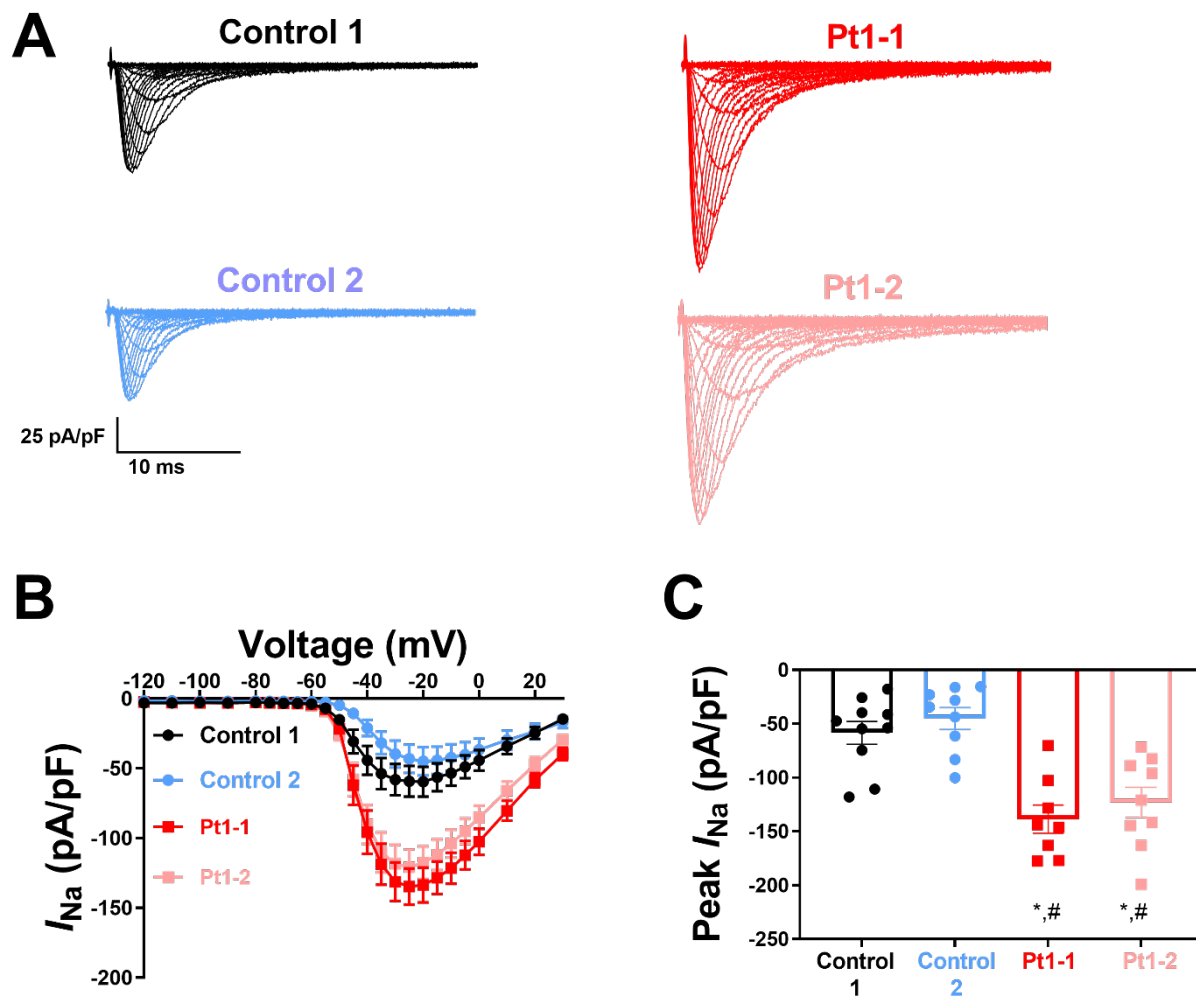 A
Control 1
Pt1-1
Control 2
Pt1-2
25 pA/pF
10 ms
B
Voltage (mV)
-120 -100 -80 -60 -40 -20 0 20
0
-50
-100
-150
-200
INa (pA/pF)
Control 1
Control 2
Pt1-1
Pt1-2
C
Peak INa (pA/pF)
0
-50
-100
-150
-200
-250
*,# *,#
Control 1
Control 2
Pt1-1
Pt1-2